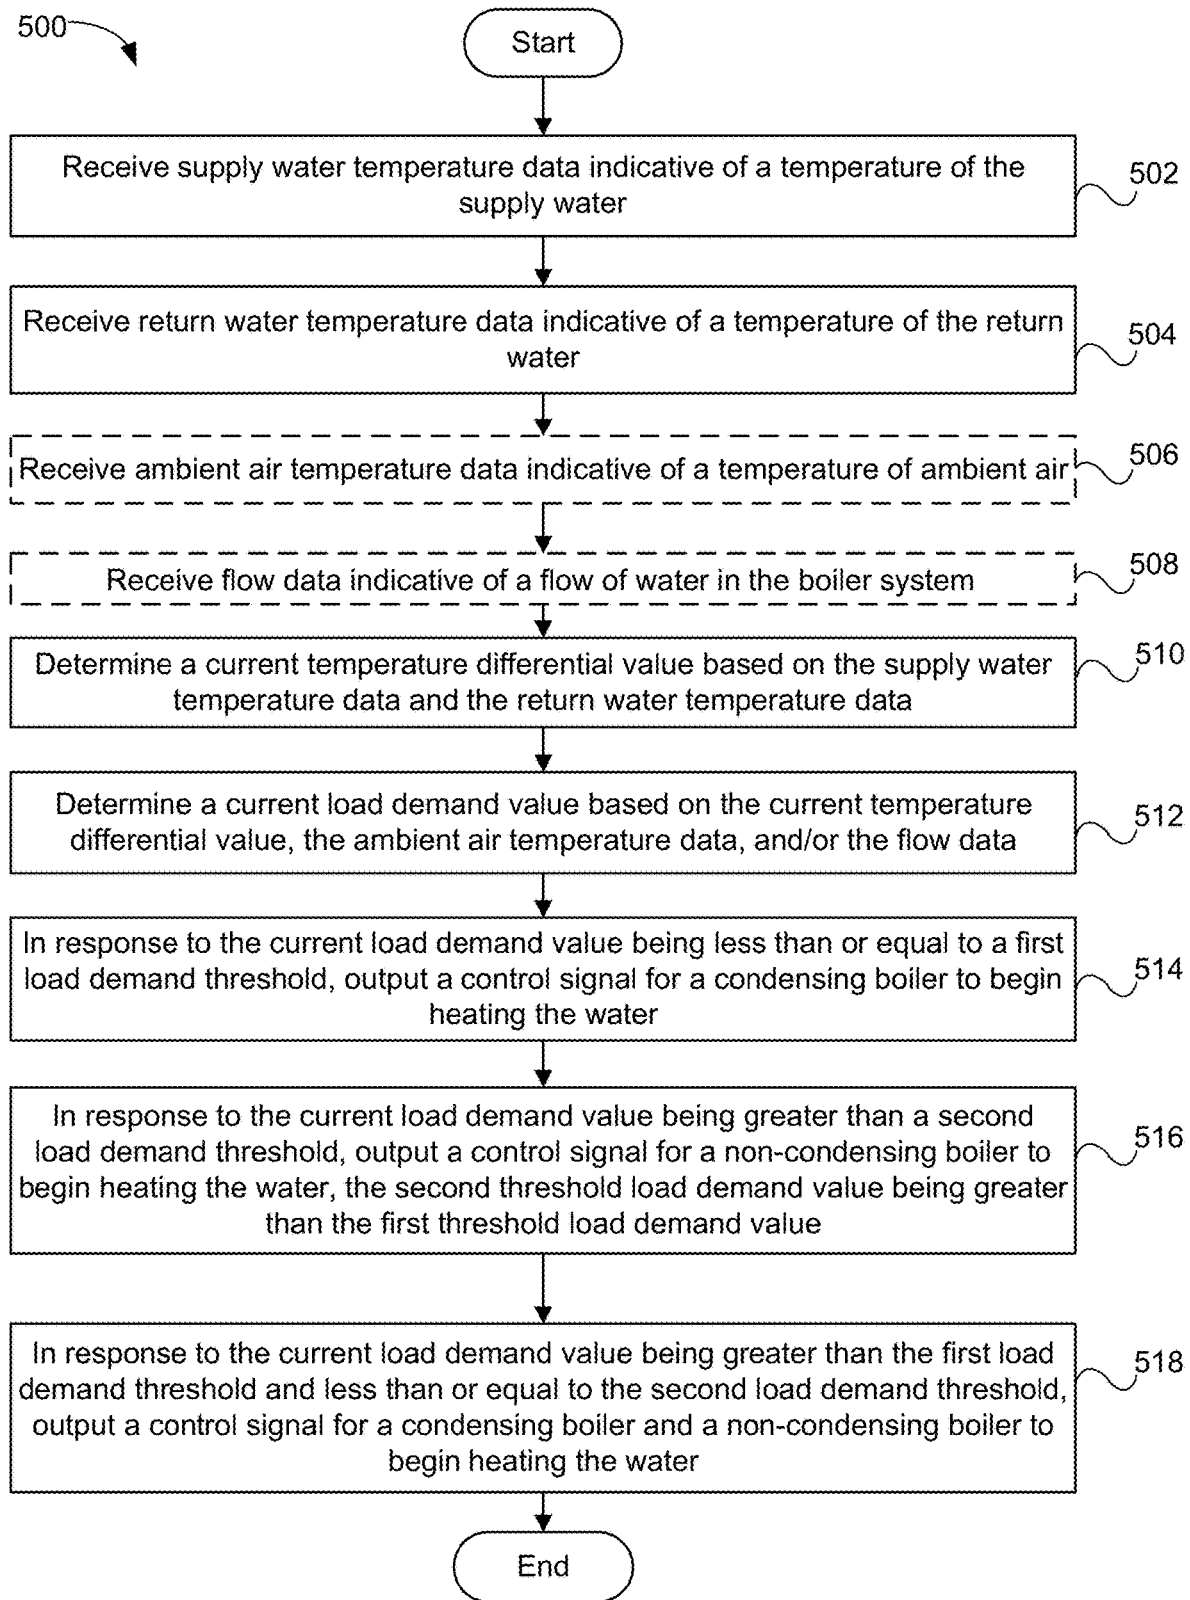 500
Start
Receive supply water temperature data indicative of a temperature of the
supply water
502
Receive return water temperature data indicative of a temperature of the return
water
504
Receive ambient air temperature data indicative of a temperature of ambient air
506
Receive flow data indicative of a flow of water in the boiler system
508
Determine a current temperature differential value based on the supply water
temperature data and the return water temperature data
510
Determine a current load demand value based on the current temperature
differential value, the ambient air temperature data, and/or the flow data
512
In response to the current load demand value being less than or equal to a first
load demand threshold, output a control signal for a condensing boiler to begin
heating the water
514
In response to the current load demand value being greater than a second
load demand threshold, output a control signal for a non-condensing boiler to
begin heating the water, the second threshold load demand value being greater
than the first threshold load demand value
516
In response to the current load demand value being greater than the first load
demand threshold and less than or equal to the second load demand threshold,
output a control signal for a condensing boiler and a non-condensing boiler to
begin heating the water
518
End